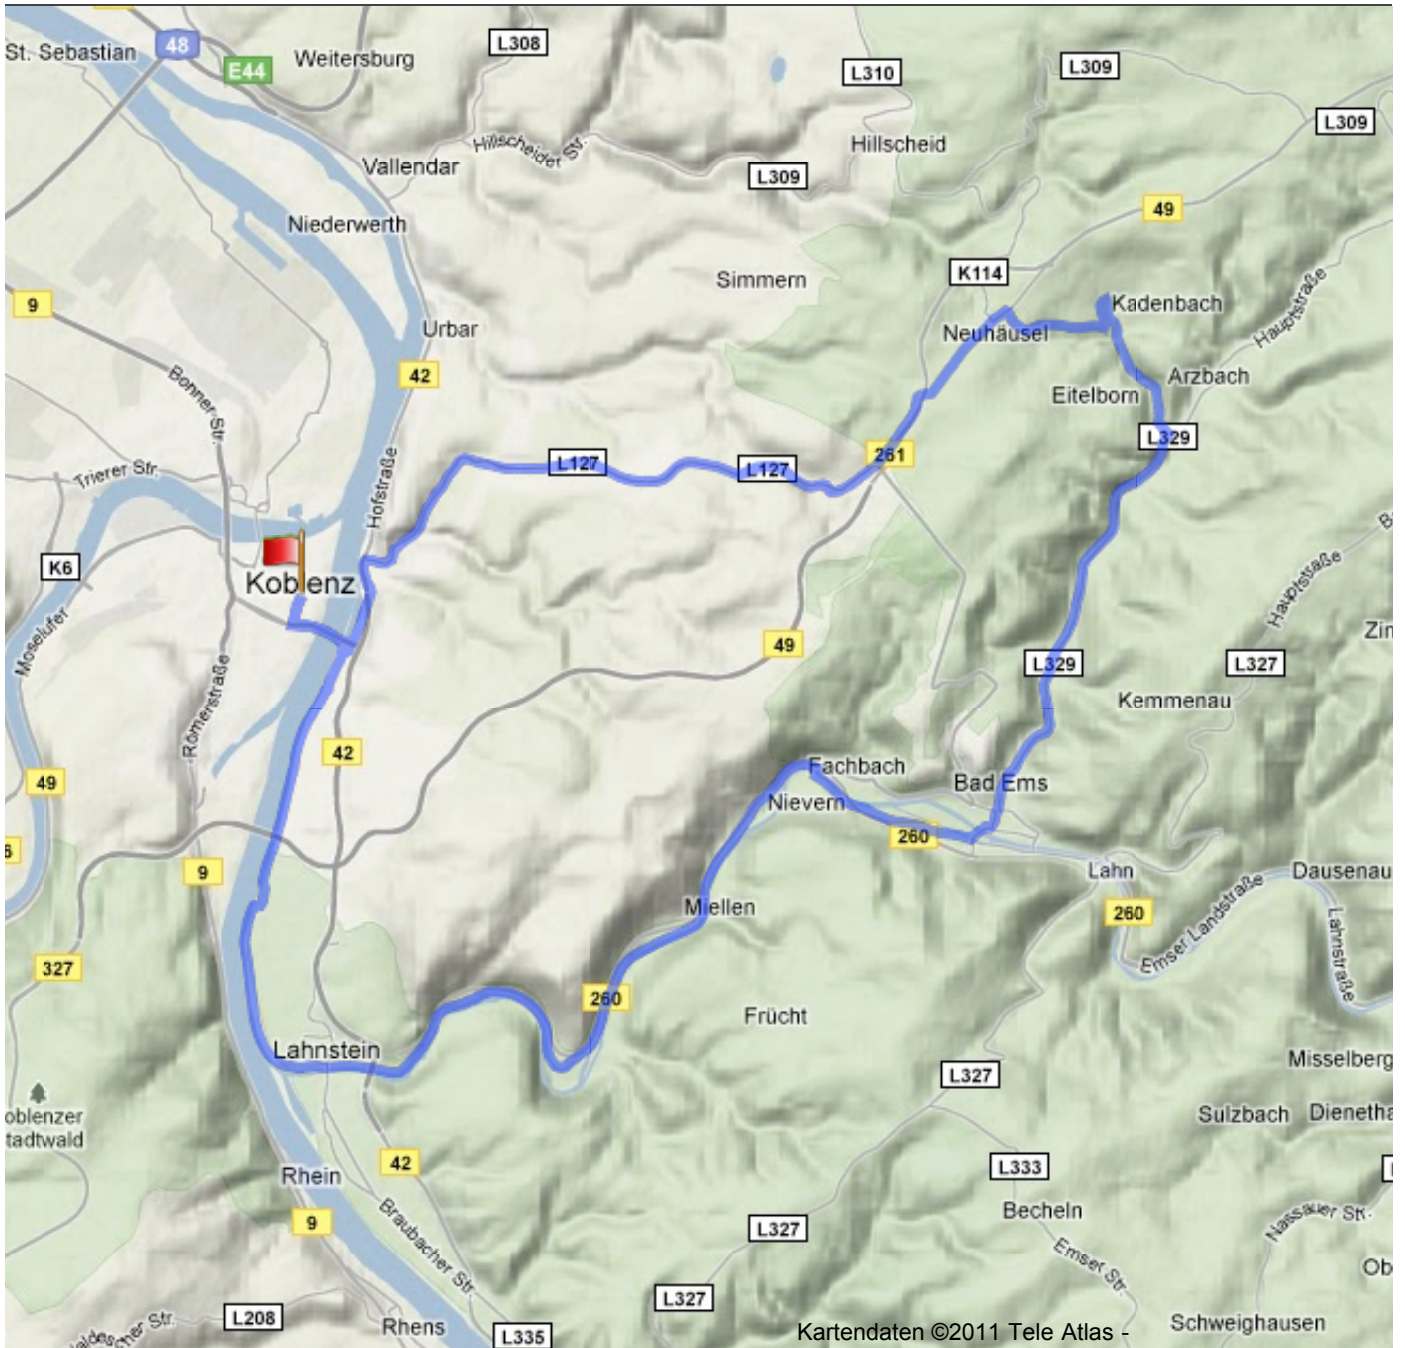 St. Sebastian
48
E44
Weitersburg
L308
L310
L309
L309
Hillscheid
Hillscheider Str.
L309
Vallendar
49
Niederwerth
K114
Simmern
9
Kadenbach
Hauptstraße
Urbar
Neuhäusel
42
Arzbach
Bonner Str.
Eitelborn
L329
261
Trierer Str.
L127
L127
Hofstraße
K6
Koblenz
Hauptstraße
Moselufer
49
Zin
L329
L327
Römerstraße
Kemmenau
42
49
Fachbach
Bad Ems
Nievern
260
6
9
Lahn
Dausenau
Miellen
260
Emser Landstraße
Lahnstraße
327
260
Frücht
Lahnstein
Misselberg
L327
oblenzer
tadtwald
Sulzbach
Dienetha
42
L333
Rhein
Becheln
Braubacher Str.
9
L327
Nassauer Str.
Emser Str.
Ob
L327
L208
Rhens
L335
Schweighausen
Kartendaten ©2011 Tele Atlas -